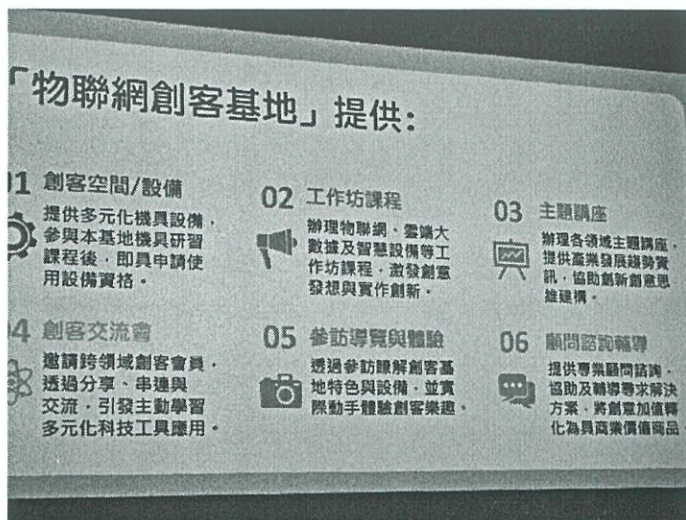 「物聯網創客基地」提供:
01 創客空間/設備
提供多元化機具設備，
參與本基地機具研習
課程後，即具申請使
用設備資格。
02 工作坊課程
辦理物聯網、雲端大
數據及智慧設備等工
作坊課程，激發創意
發想與實作創新。
03 主題講座
辦理各領域主題講座，
提供產業發展趨勢資
訊，協助創新創意思
維建構。
04 創客交流會
邀請跨領域創客會員，
透過分享、串連與
交流，引發主動學習
多元化科技工具應用。
05 參訪導覽與體驗
透過參訪瞭解創客基
地特色與設備，並實
際動手體驗創客樂趣。
06 顧問諮詢輔導
提供專業顧問諮詢，
協助及輔導尋求解決
方案，將創意加值轉
化為具商業價值商品。